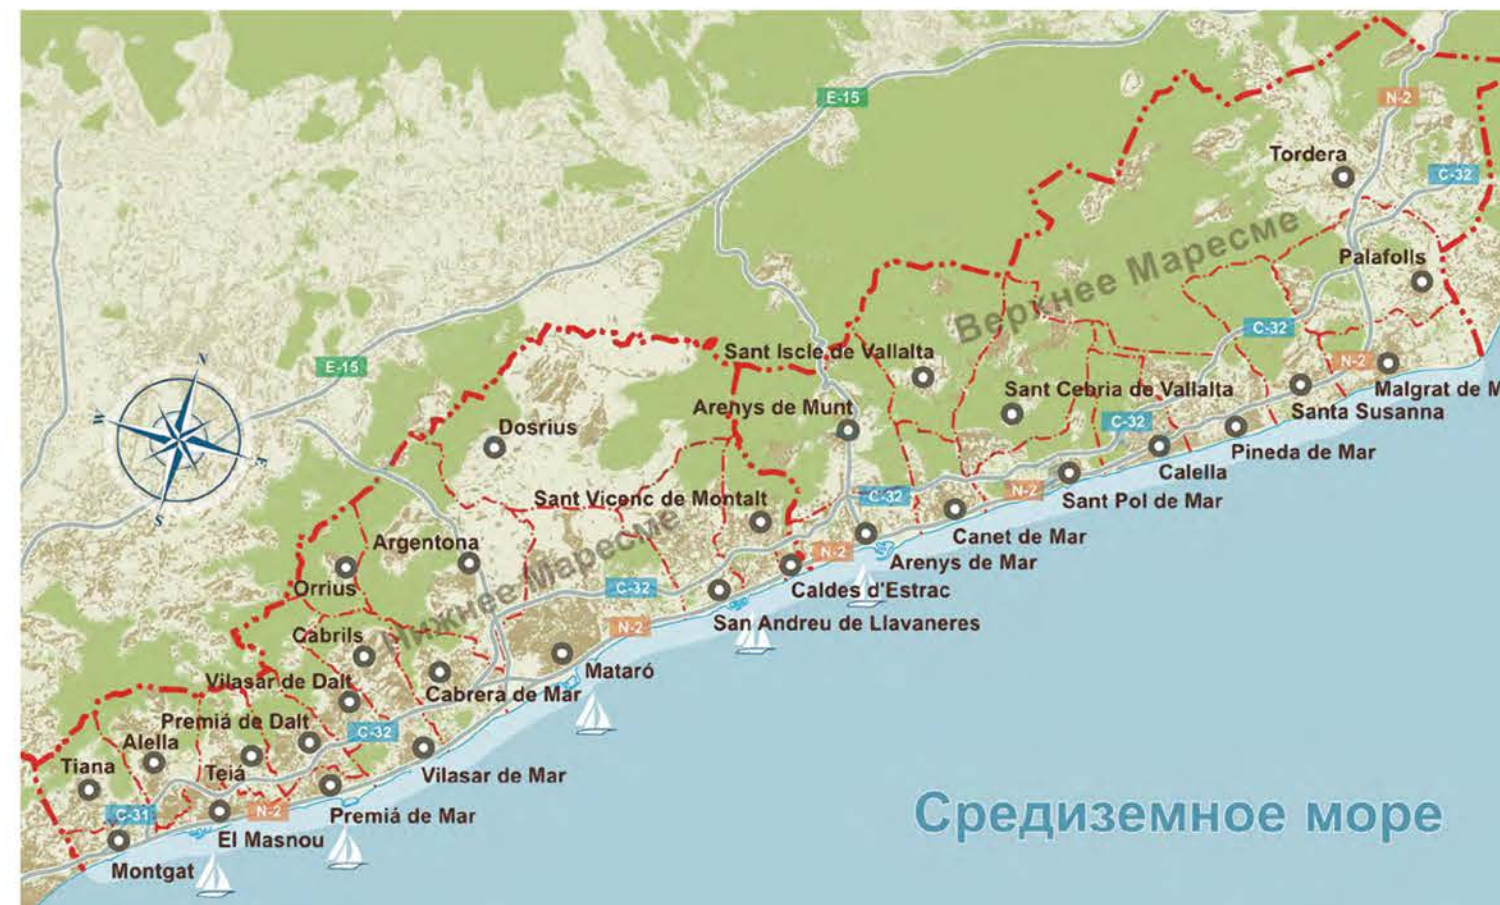 E-15
N-2
Tordera
C-32
Верхнее Маресме
Palafolls
C-32
E-15
Sant Iscle de Vallalta
N-2
Malgrat de M
Sant Cebria de Vallalta
Santa Susanna
Arenys de Munt
C-32
Dosrius
Pineda de Mar
Calella
N
W
E
S
Sant Vicenc de Montalt
C-32
N-2
Sant Pol de Mar
Canet de Mar
Argentona
Нижнее Маресме
N-2
Arenys de Mar
Orrius
C-32
Caldes d'Estrac
San Andreu de Llavaneres
N-2
Cabrils
Mataró
Vilasar de Dalt
Cabrera de Mar
Premiá de Dalt
C-32
Alella
Tiana
Teiá
Vilasar de Mar
C-31
N-2
Premiá de Mar
El Masnou
Montgat
Средиземное море